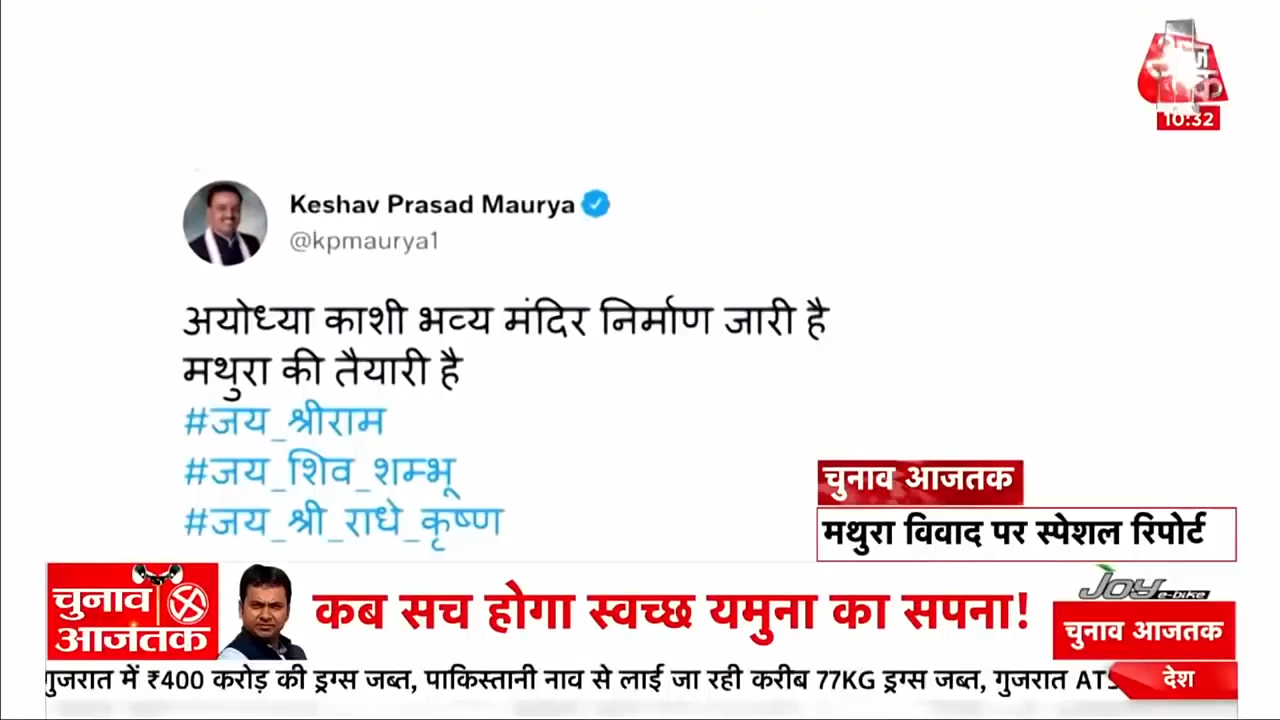 आज तक
10:32
Keshav Prasad Maurya
@kpmaurya1
अयोध्या काशी भव्य मंदिर निर्माण जारी है
मथुरा की तैयारी है
#जय_श्रीराम
#जय_शिव_शम्भू
#जय_श्री_राधे_कृष्ण
चुनाव आजतक
मथुरा विवाद पर स्पेशल रिपोर्ट
चुनाव
आजतक
कब सच होगा स्वच्छ यमुना का सपना!
Joy e-bike
चुनाव आजतक
गुजरात में ₹400 करोड़ की ड्रग्स जब्त, पाकिस्तानी नाव से लाई जा रही करीब 77KG ड्रग्स जब्त, गुजरात ATS
देश